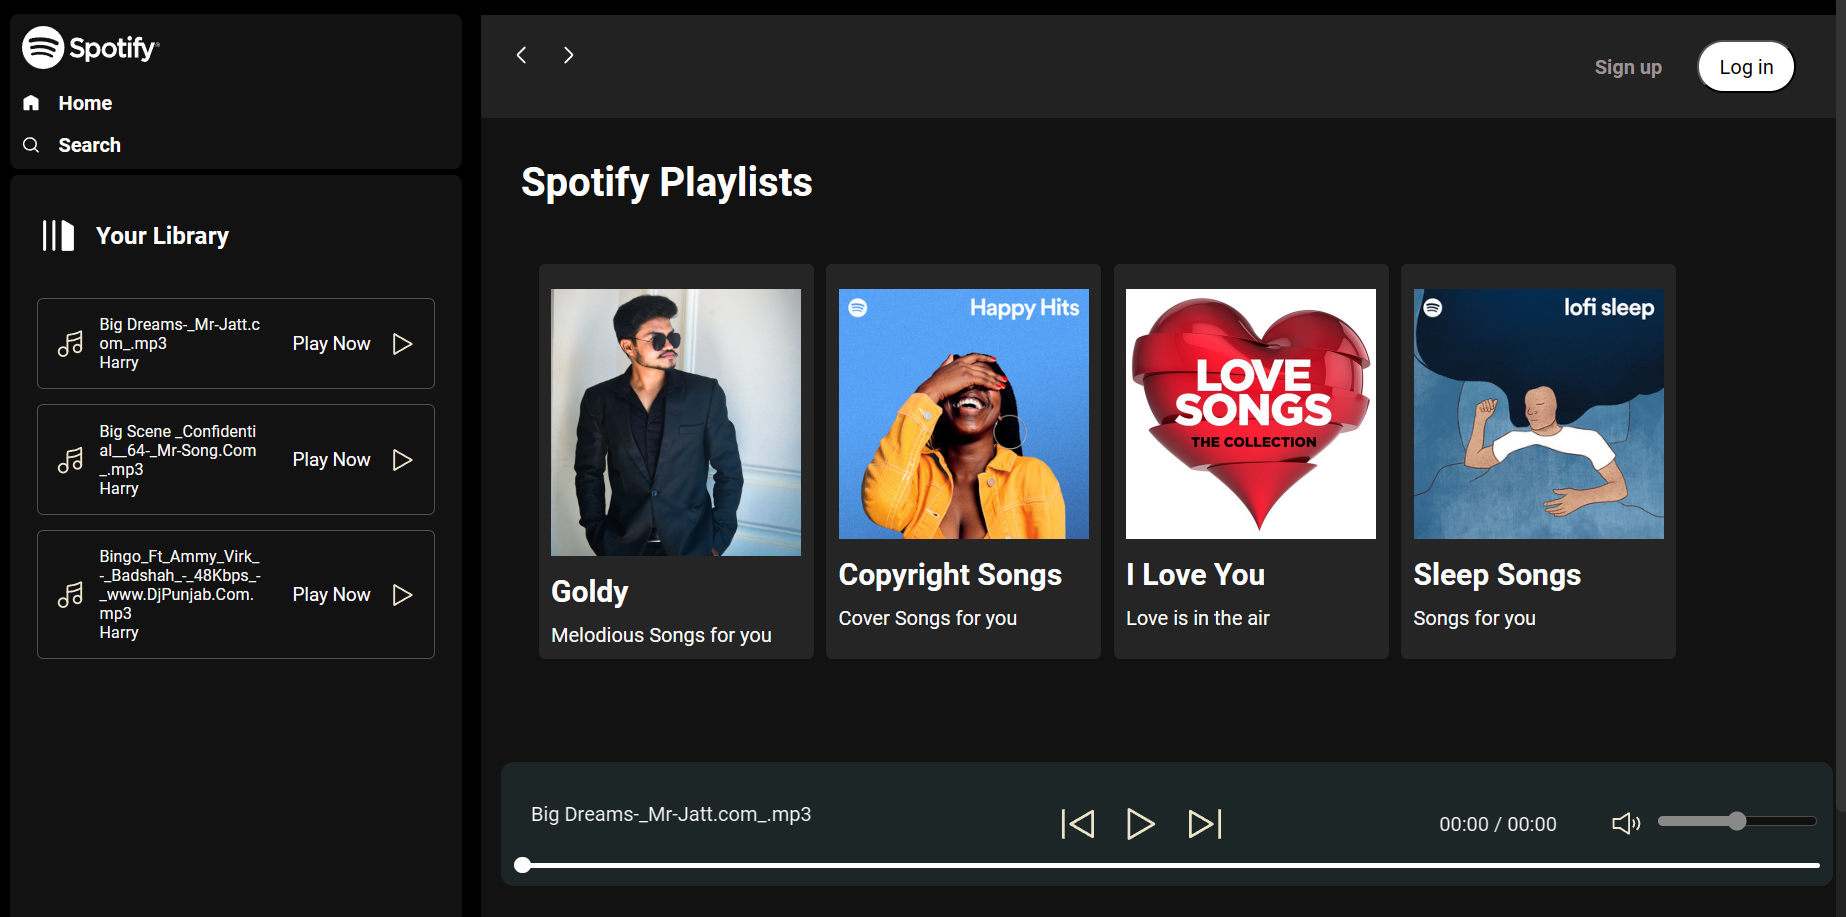 Spotify®
Home
Search
Your Library
Big Dreams-_Mr-Jatt.c
om_.mp3
Harry
Play Now
Big Scene _Confidenti
al__64-_Mr-Song.Com
_.mp3
Harry
Play Now
Bingo_Ft_Ammy_Virk_
-_Badshah_-_48Kbps_-
_www.DjPunjab.Com.
mp3
Harry
Play Now
Sign up
Log in
Spotify Playlists
Goldy
Melodious Songs for you
Happy Hits
Copyright Songs
Cover Songs for you
LOVE
SONGS
THE COLLECTION
I Love You
Love is in the air
lofi sleep
Sleep Songs
Songs for you
Big Dreams-_Mr-Jatt.com_.mp3
00:00 / 00:00